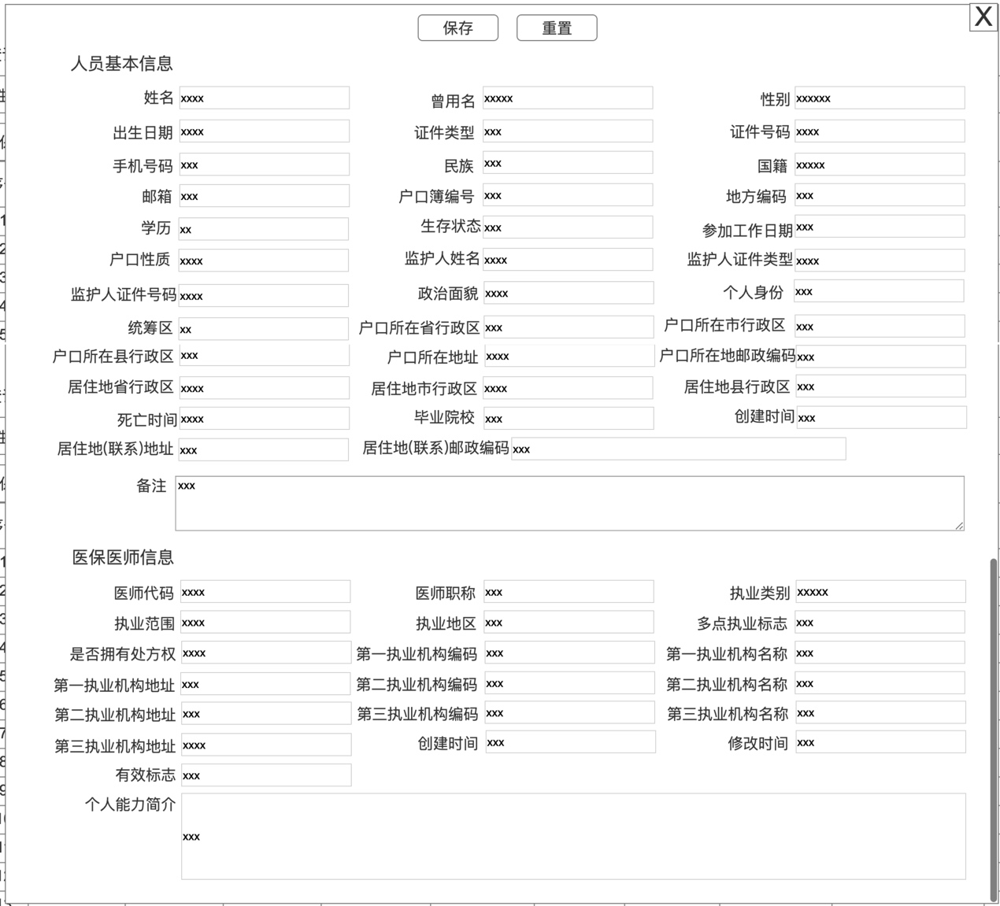 保存 重置 X
人员基本信息
姓名 xxxx 曾用名 xxxxx 性别 xxxxxx
出生日期 xxxx 证件类型 xxx 证件号码 xxxx
手机号码 xxx 民族 xxx 国籍 xxxxx
邮箱 xxx 户口簿编号 xxx 地方编码 xxx
学历 xx 生存状态 xxx 参加工作日期 xxx
户口性质 xxxx 监护人姓名 xxxx 监护人证件类型 xxxx
监护人证件号码 xxxx 政治面貌 xxxx 个人身份 xxx
统筹区 xx 户口所在省行政区 xxx 户口所在市行政区 xxx
户口所在县行政区 xxx 户口所在地址 xxxx 户口所在地邮政编码 xxx
居住地省行政区 xxxx 居住地市行政区 xxxx 居住地县行政区 xxx
死亡时间 xxxx 毕业院校 xxx 创建时间 xxx
居住地(联系)地址 xxx 居住地(联系)邮政编码 xxx
备注 xxx
医保医师信息
医师代码 xxxx 医师职称 xxx 执业类别 xxxxx
执业范围 xxxx 执业地区 xxx 多点执业标志 xxx
是否拥有处方权 xxxx 第一执业机构编码 xxx 第一执业机构名称 xxx
第一执业机构地址 xxx 第二执业机构编码 xxx 第二执业机构名称 xxx
第二执业机构地址 xxx 第三执业机构编码 xxx 第三执业机构名称 xxx
第三执业机构地址 xxxx 创建时间 xxx 修改时间 xxx
有效标志 xxx
个人能力简介 xxx